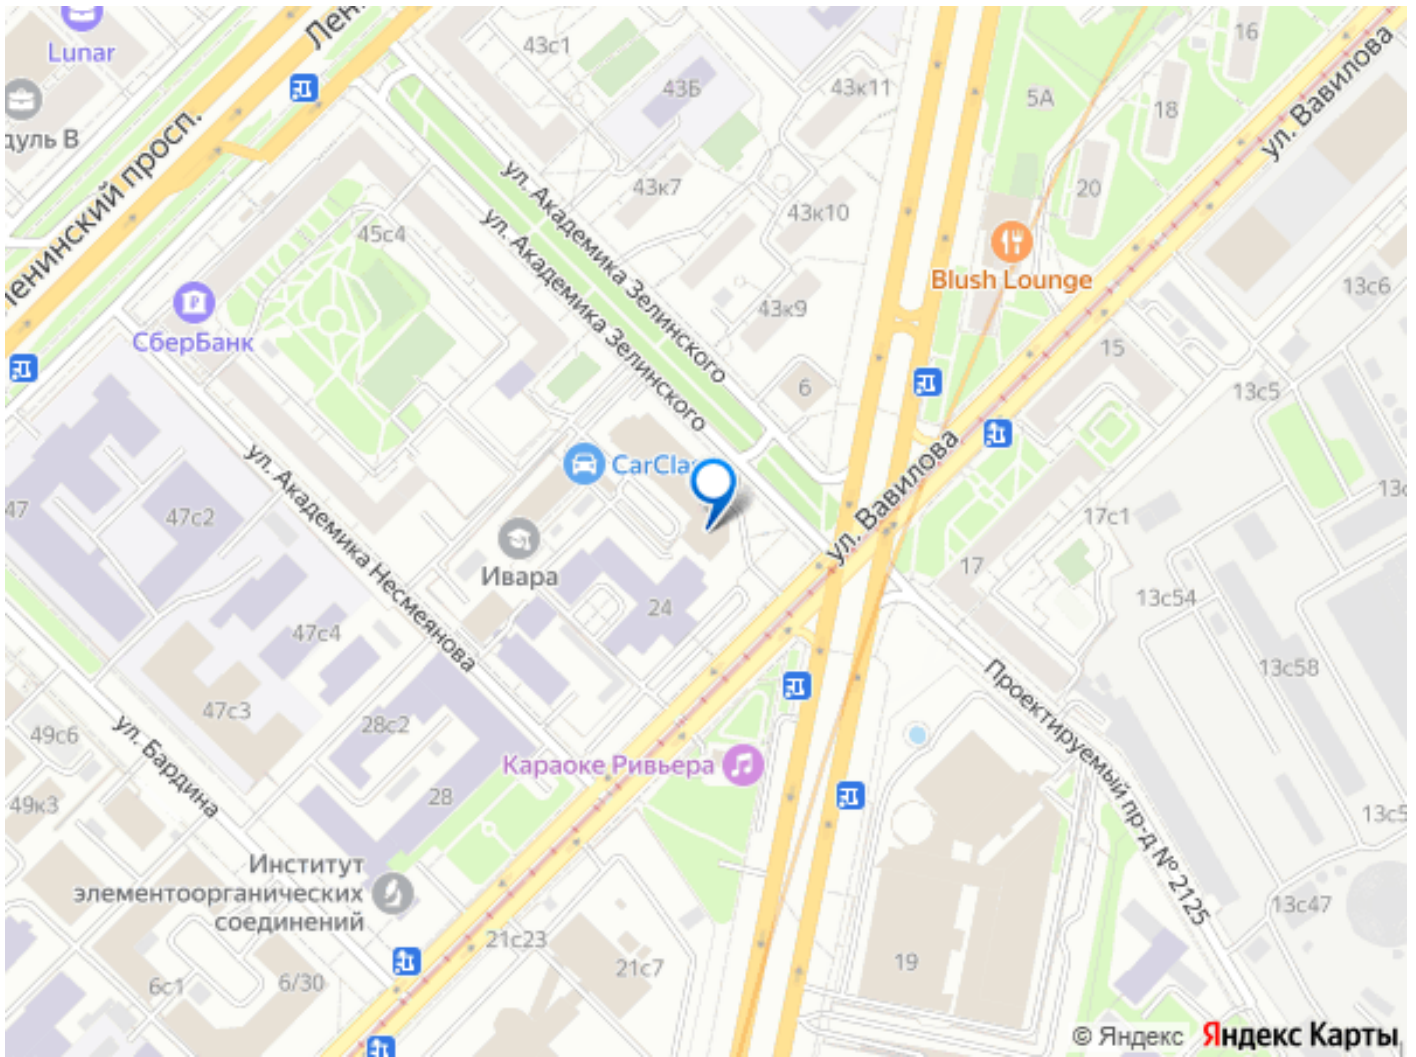 Lunar
дуль В
Ленинский просп.
43с1
43Б
43к11
43к7
43к10
43к9
45с4
СберБанк
ул. Академика Зелинского
ул. Академика Зелинского
6
16
18
5А
20
ул. Вавилова
Blush Lounge
15
13с6
13с5
CarCla
Ивара
ул. Академика Несмеянова
47
47с2
47с4
47с3
24
ул. Вавилова
17с1
17
13с54
13с58
Проектируемый пр-д № 2125
49с6
49к3
ул. Бардина
28с2
28
Караоке Ривьера
Институт
элементоорганических
соединений
6с1
6/30
21с23
21с7
19
13с47
© Яндекс
Яндекс Карты